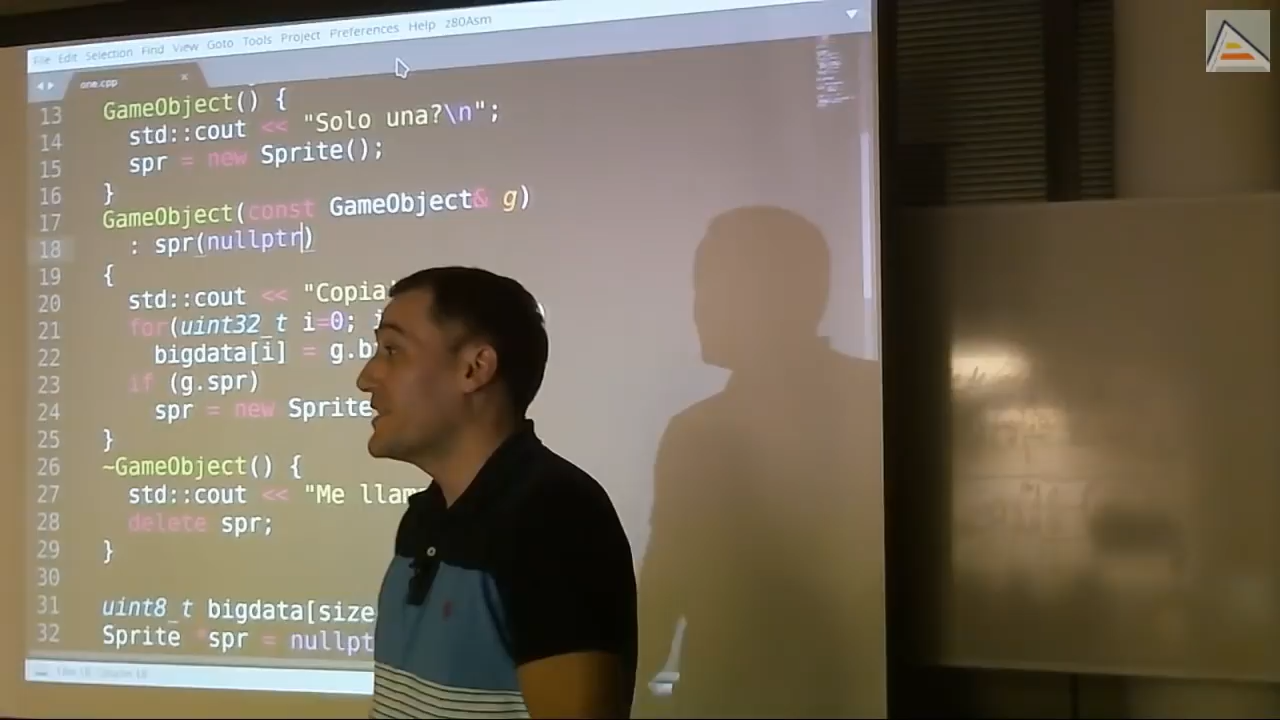 File Edit Selection Find View Goto Tools Project Preferences Help z80Asm
one.cpp
13 GameObject() {
14 std::cout << "Solo una?\n";
15 spr = new Sprite();
16 }
17 GameObject(const GameObject& g)
18 : spr(nullptr)
19 {
20 std::cout << "Copia
21 for(uint32_t i=0;
22 bigdata[i] = g.b
23 if (g.spr)
24 spr = new Sprite
25 }
26 ~GameObject() {
27 std::cout << "Me llam
28 delete spr;
29 }
30
31 uint8_t bigdata[size
32 Sprite *spr = nullpt